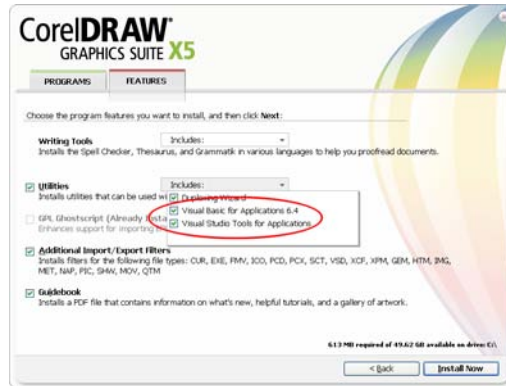 CorelDRAW®
GRAPHICS SUITE X5
PROGRAMS FEATURES
Choose the program features you want to install, and then click Next:
Writing Tools Includes:
Installs the Spell Checker, Thesaurus, and Grammatik in various languages to help you proofread documents.
Utilities Includes:
Installs utilities that can be used wi Duplexing Wizard
GPL Ghostscript (Already Insta Visual Basic for Applications 6.4
Enhances support for importing Visual Studio Tools for Applications
Additional Import/Export Filters
Installs filters for the following file types: CUR, EXE, FMV, ICO, PCD, PCX, SCT, VSD, XCF, XPM, GEM, HTM, IMG,
MET, NAP, PIC, SHW, MOV, QTM
Guidebook
Installs a PDF file that contains information on what's new, helpful tutorials, and a gallery of artwork.
613 MB required of 49.62 GB available on drive: C:\
< Back Install Now